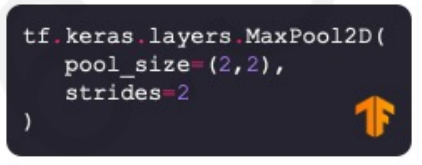 tf.keras.layers.MaxPool2D(
    pool_size=(2,2),
    strides=2
)